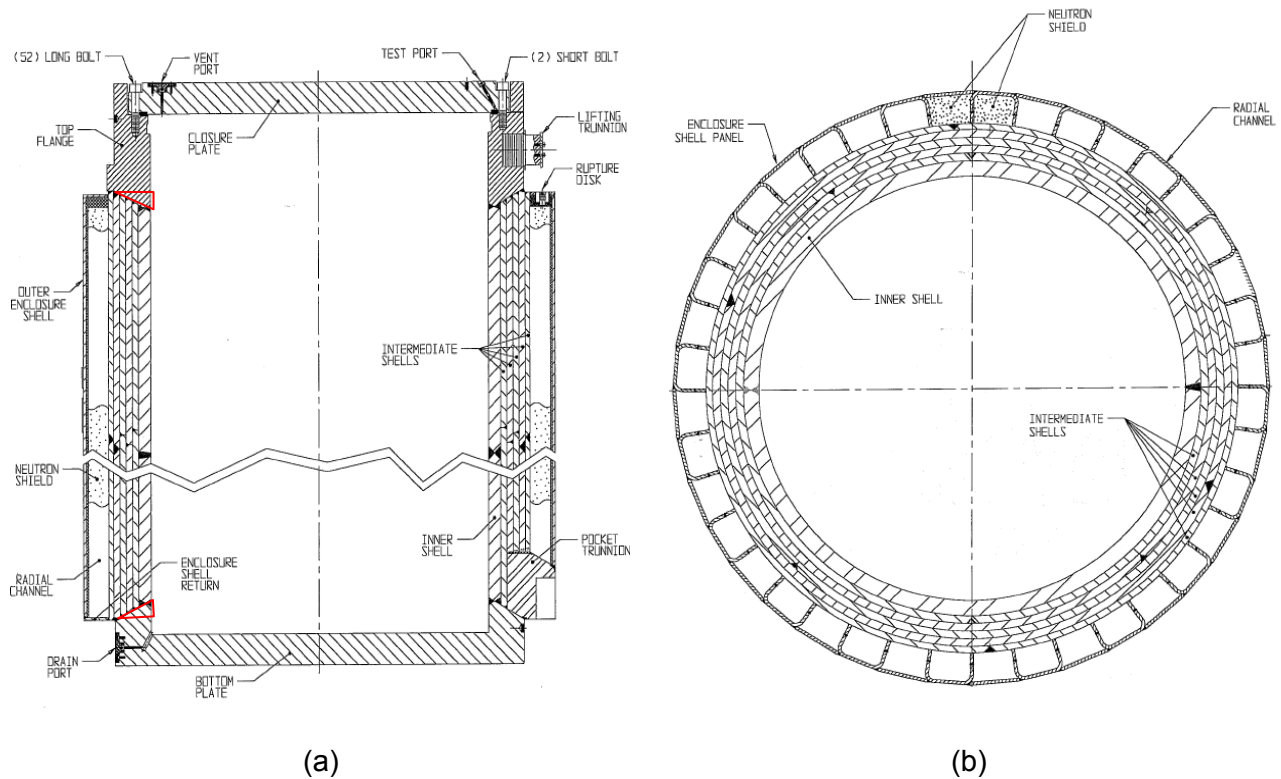 (52) LONG BOLT
VENT
PORT
TEST PORT
(2) SHORT BOLT
TOP
FLANGE
CLOSURE
PLATE
LIFTING
TRUNNION
RUPTURE
DISK
OUTER
ENCLOSURE
SHELL
INTERMEDIATE
SHELLS
NEUTRON
SHIELD
RADIAL
CHANNEL
ENCLOSURE
SHELL
RETURN
INNER
SHELL
POCKET
TRUNNION
DRAIN
PORT
BOTTOM
PLATE
(a)
NEUTRON
SHIELD
ENCLOSURE
SHELL PANEL
RADIAL
CHANNEL
INNER SHELL
INTERMEDIATE
SHELLS
(b)